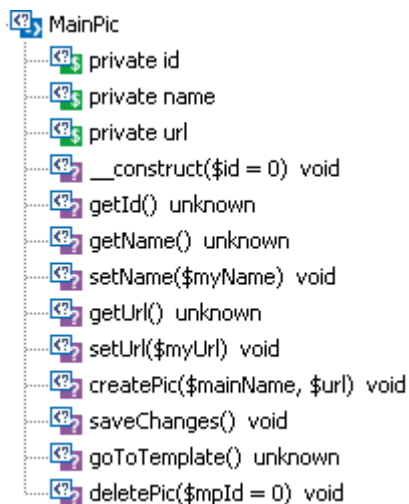 MainPic
private id
private name
private url
__construct($id = 0) void
getId() unknown
getName() unknown
setName($myName) void
getUrl() unknown
setUrl($myUrl) void
createPic($mainName, $url) void
saveChanges() void
goToTemplate() unknown
deletePic($mpId = 0) void